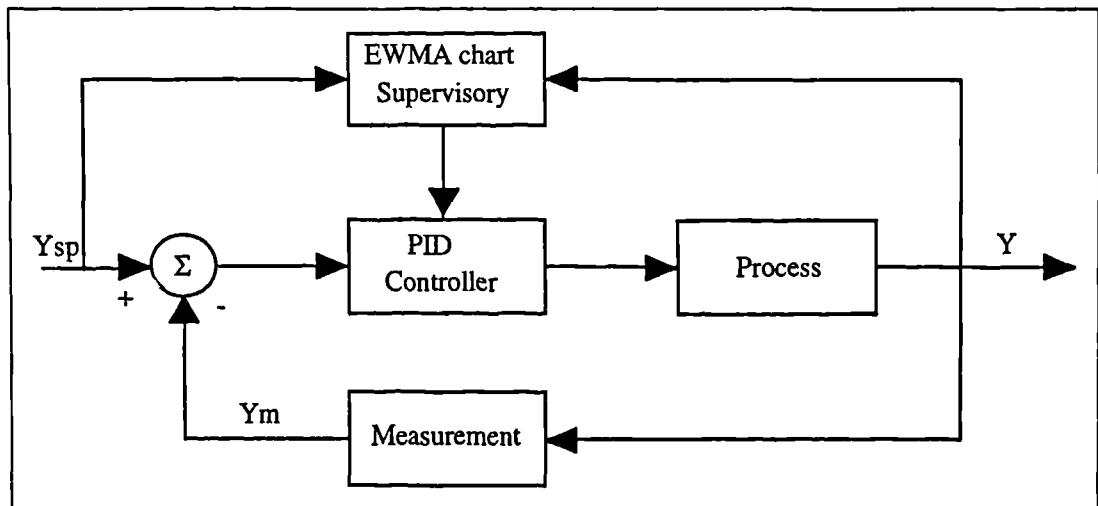 EWMA chart
Supervisory
Ysp
Σ
+
-
PID
Controller
Process
Y
Ym
Measurement